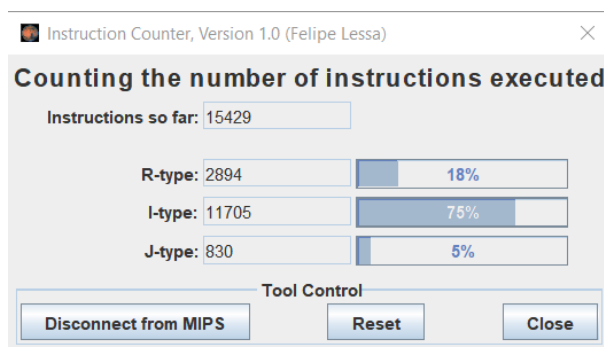 Instruction Counter, Version 1.0 (Felipe Lessa)
Counting the number of instructions executed
Instructions so far: 15429
R-type: 2894 18%
I-type: 11705 75%
J-type: 830 5%
Tool Control
Disconnect from MIPS Reset Close